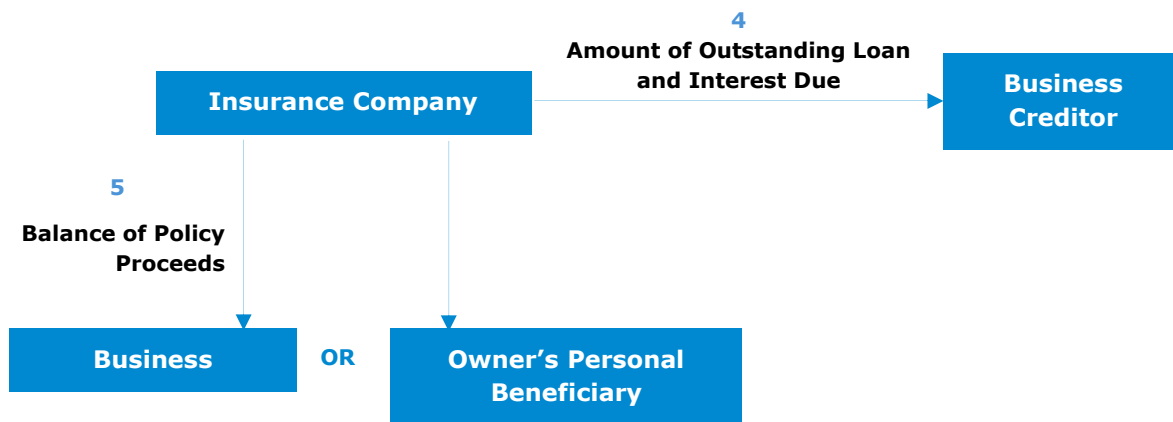 4
Amount of Outstanding Loan
and Interest Due
Insurance Company
Business
Creditor
5
Balance of Policy
Proceeds
Business
OR
Owner’s Personal
Beneficiary